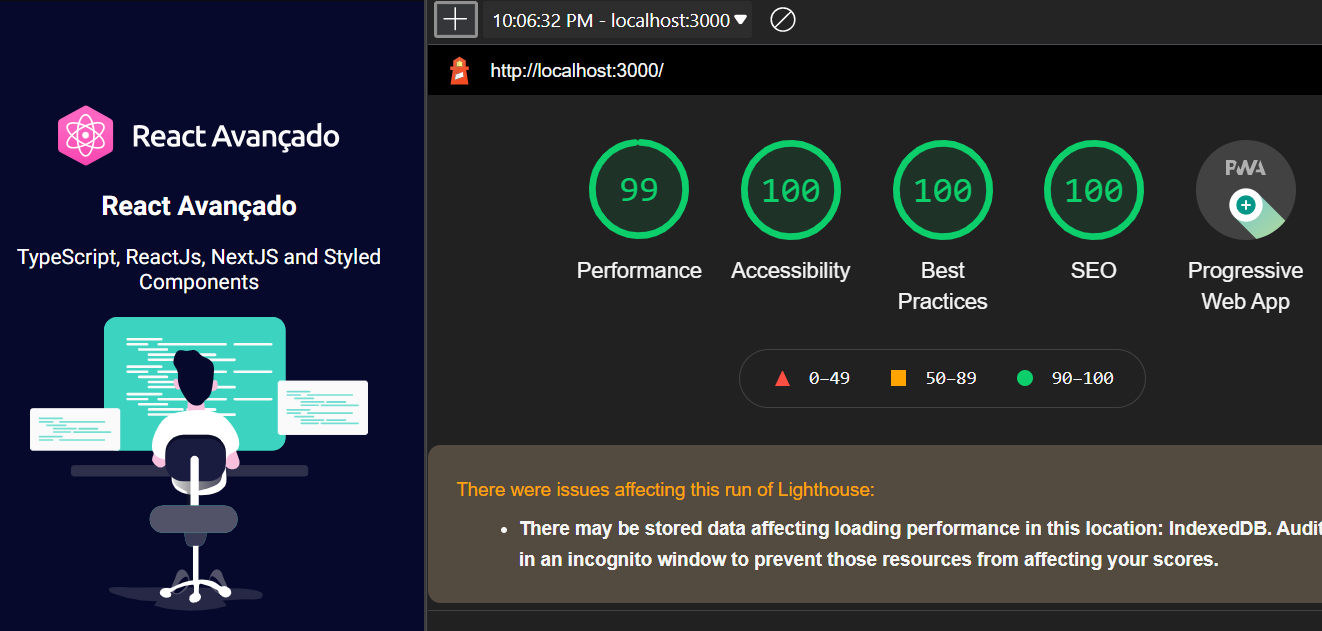 React Avançado
React Avançado
TypeScript, ReactJs, NextJS and Styled
Components
10:06:32 PM - localhost:3000
http://localhost:3000/
99
100
100
100
PWA
Performance
Accessibility
Best
Practices
SEO
Progressive
Web App
0–49
50–89
90–100
There were issues affecting this run of Lighthouse:
• There may be stored data affecting loading performance in this location: IndexedDB. Audit
in an incognito window to prevent those resources from affecting your scores.